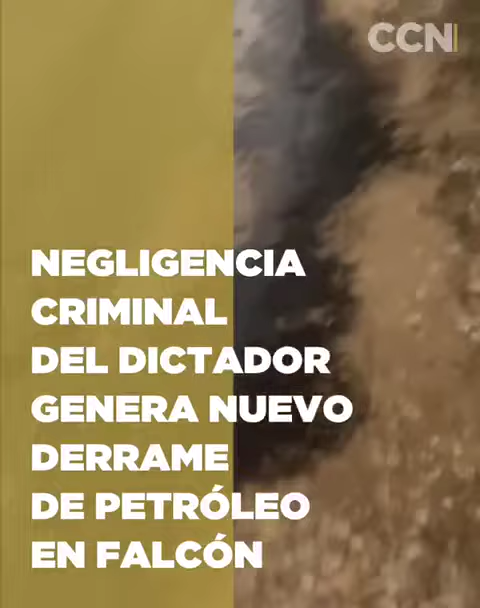 CCN
NEGLIGENCIA
CRIMINAL
DEL DICTADOR
GENERA NUEVO
DERRAME
DE PETRÓLEO
EN FALCÓN